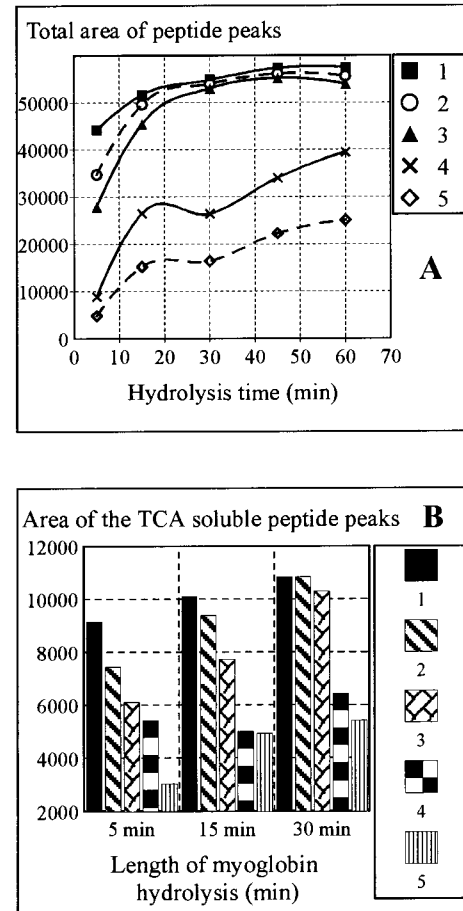 Total area of peptide peaks
50000
40000
30000
20000
10000
0
0 10 20 30 40 50 60 70
Hydrolysis time (min)
1
2
3
4
5
A
Area of the TCA soluble peptide peaks B
12000
10000
8000
6000
4000
2000
5 min 15 min 30 min
Length of myoglobin
hydrolysis (min)
1
2
3
4
5